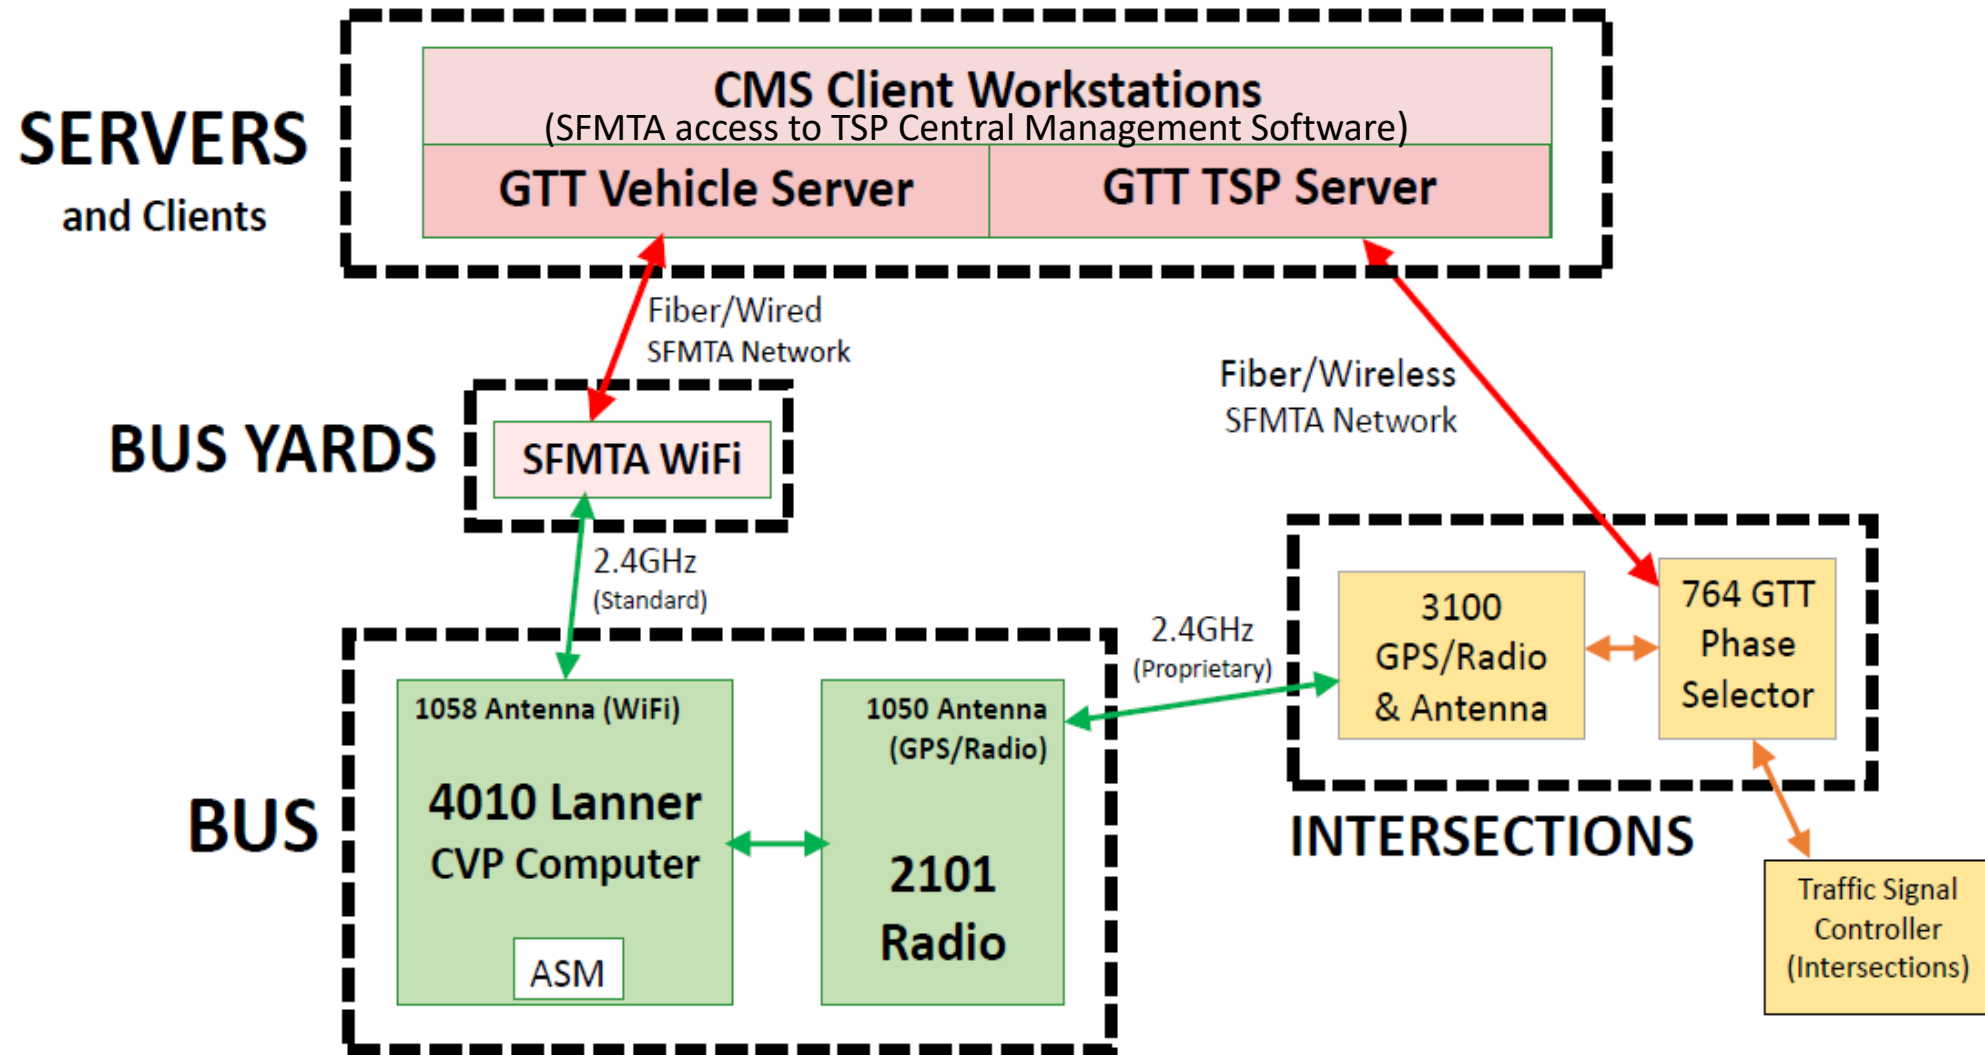 CMS Client Workstations
(SFMTA access to TSP Central Management Software)
SERVERS
and Clients
GTT Vehicle Server
GTT TSP Server
Fiber/Wired
SFMTA Network
Fiber/Wireless
SFMTA Network
BUS YARDS
SFMTA WiFi
2.4GHz
(Standard)
BUS
1058 Antenna (WiFi)
4010 Lanner
CVP Computer
ASM
1050 Antenna
(GPS/Radio)
2101
Radio
2.4GHz
(Proprietary)
3100
GPS/Radio
& Antenna
764 GTT
Phase
Selector
INTERSECTIONS
Traffic Signal
Controller
(Intersections)